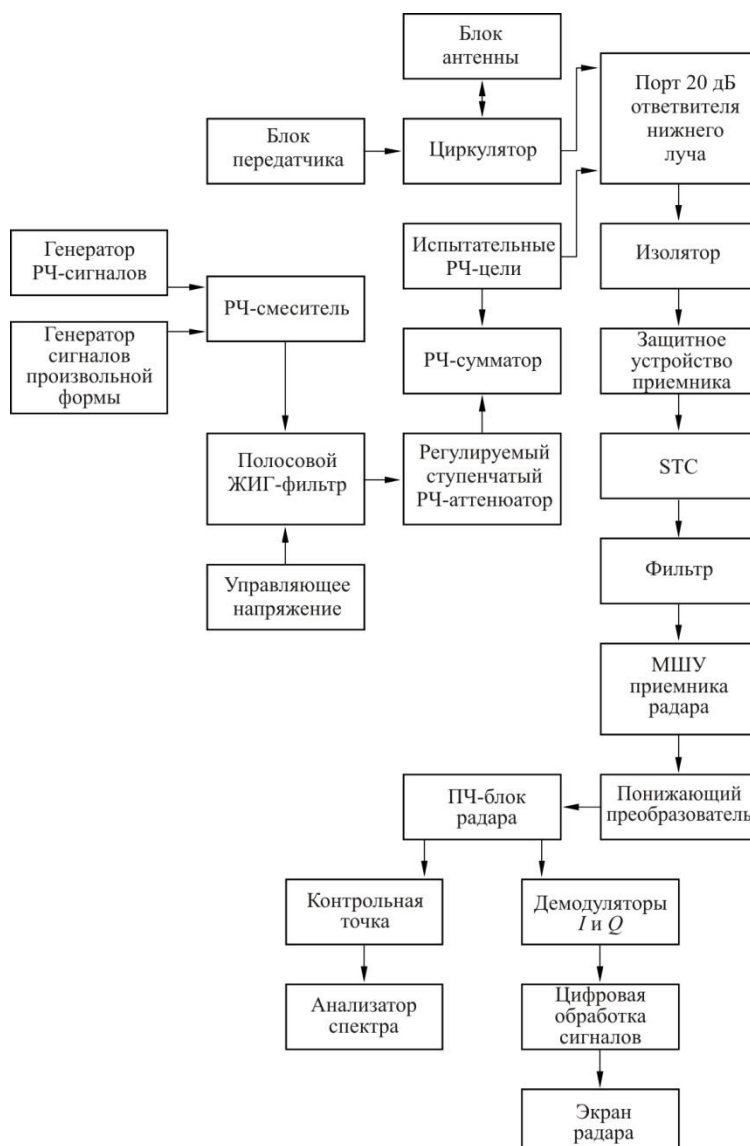 Блок
антенны
Порт 20 дБ
ответвителя
нижнего
луча
Блок
передатчика
Циркулятор
Генератор
РЧ-сигналов
Испытательные
РЧ-цели
Изолятор
РЧ-смеситель
Генератор
сигналов
произвольной
формы
РЧ-сумматор
Защитное
устройство
приемника
Полосовой
ЖИГ-фильтр
Регулируемый
ступенчатый
РЧ-аттенюатор
STC
Управляющее
напряжение
Фильтр
МШУ
приемника
радара
ПЧ-блок
радара
Понижающий
преобразователь
Контрольная
точка
Демодуляторы
I и Q
Анализатор
спектра
Цифровая
обработка
сигналов
Экран
радара